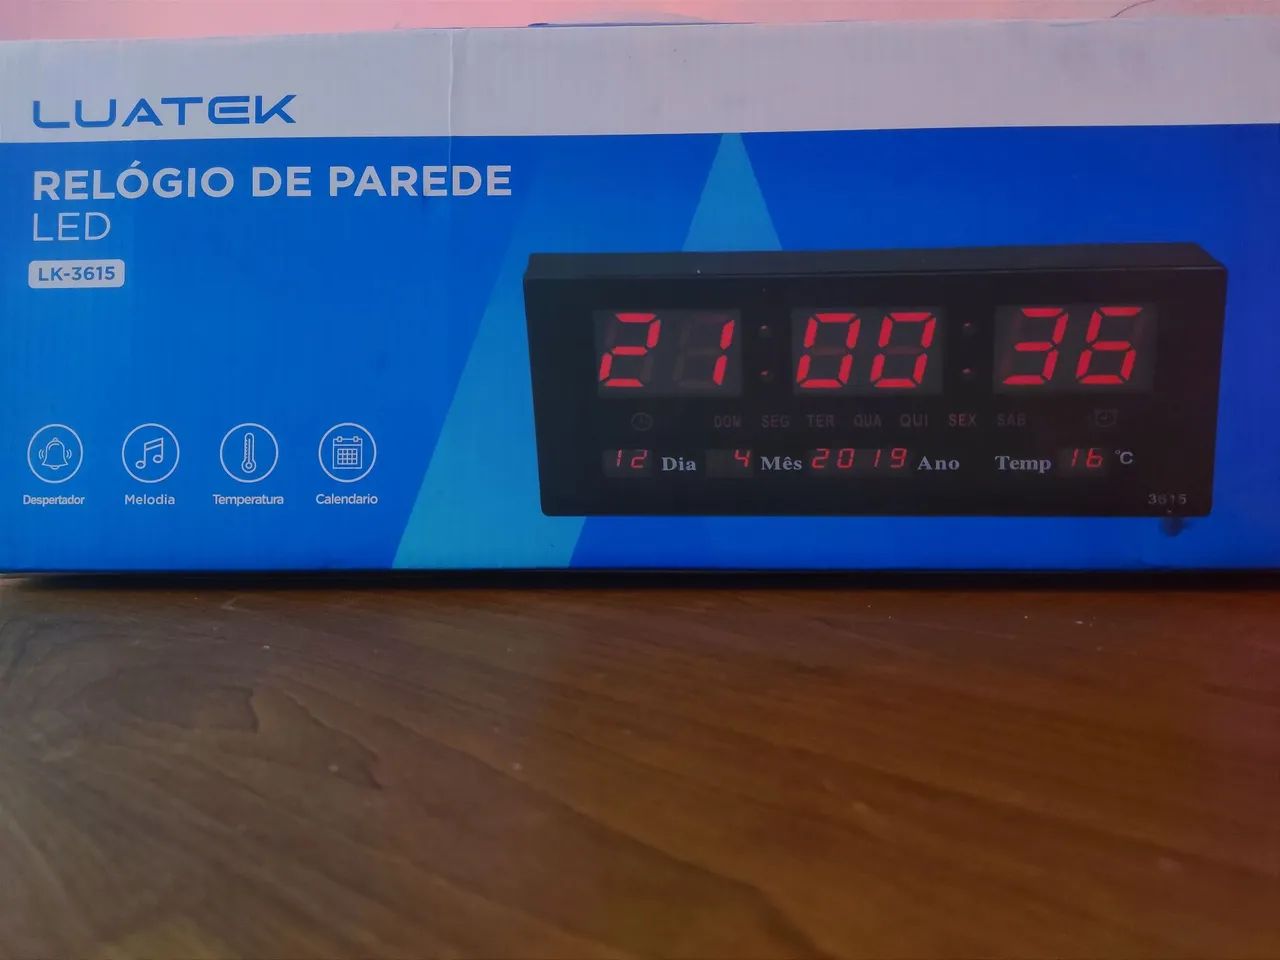 LUATEK
RELÓGIO DE PAREDE
LED
LK-3615
Despertador Melodia Temperatura Calendario
21:00:36
DOM SEG TER QUA QUI SEX SAB
12 Dia 4 Mês 2019 Ano Temp 16 °C
3615